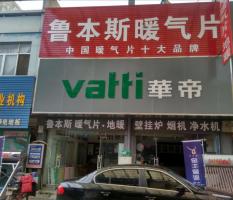 鲁本斯暖气片
中国暖气片十大品牌
vatti 華帝
业机构
鲁本斯 暖气片·地暖 壁挂炉 烟机 净水机